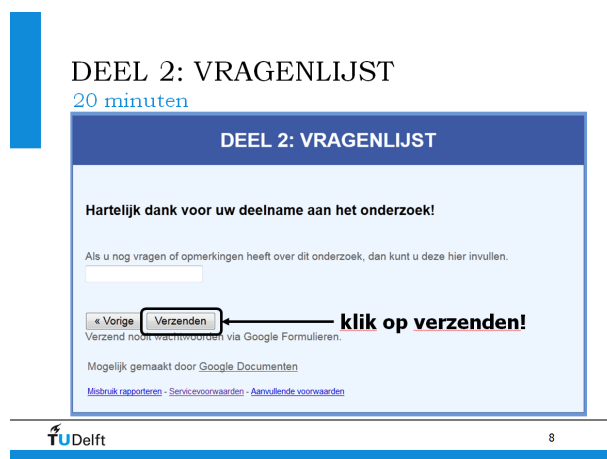 DEEL 2: VRAGENLIJST
20 minuten
DEEL 2: VRAGENLIJST
Hartelijk dank voor uw deelname aan het onderzoek!
Als u nog vragen of opmerkingen heeft over dit onderzoek, dan kunt u deze hier invullen.
« Vorige Verzenden klik op verzenden!
Verzend nooit wachtwoorden via Google Formulieren.
Mogelijk gemaakt door Google Documenten
Misbruik rapporteren - Servicevoorwaarden - Aanvullende voorwaarden
TUDelft 8